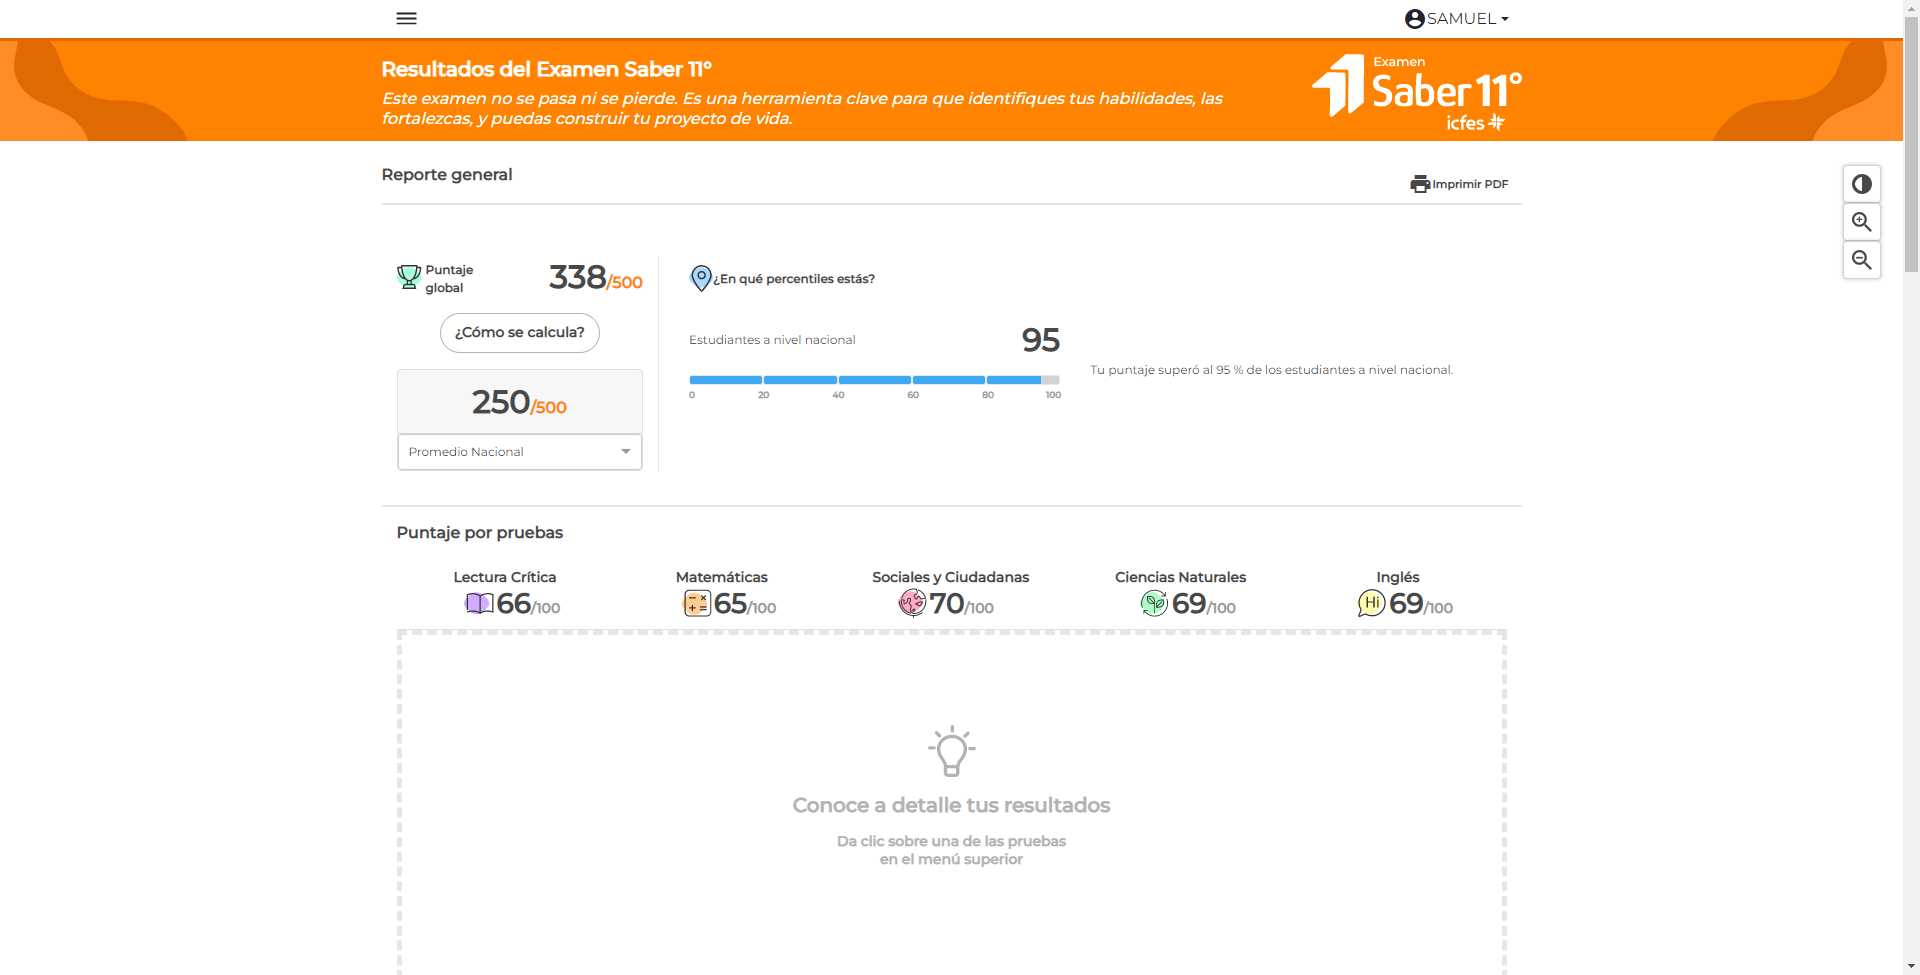 SAMUEL
Resultados del Examen Saber 11°
Este examen no se pasa ni se pierde. Es una herramienta clave para que identifiques tus habilidades, las
fortalezcas, y puedas construir tu proyecto de vida.
Examen
Saber 11°
icfes
Reporte general
Imprimir PDF
Puntaje
global
338/500
¿Cómo se calcula?
250/500
Promedio Nacional
¿En qué percentiles estás?
Estudiantes a nivel nacional
95
0 20 40 60 80 100
Tu puntaje superó al 95 % de los estudiantes a nivel nacional.
Puntaje por pruebas
Lectura Crítica
66/100
Matemáticas
65/100
Sociales y Ciudadanas
70/100
Ciencias Naturales
69/100
Inglés
Hi
69/100
Conoce a detalle tus resultados
Da clic sobre una de las pruebas
en el menú superior